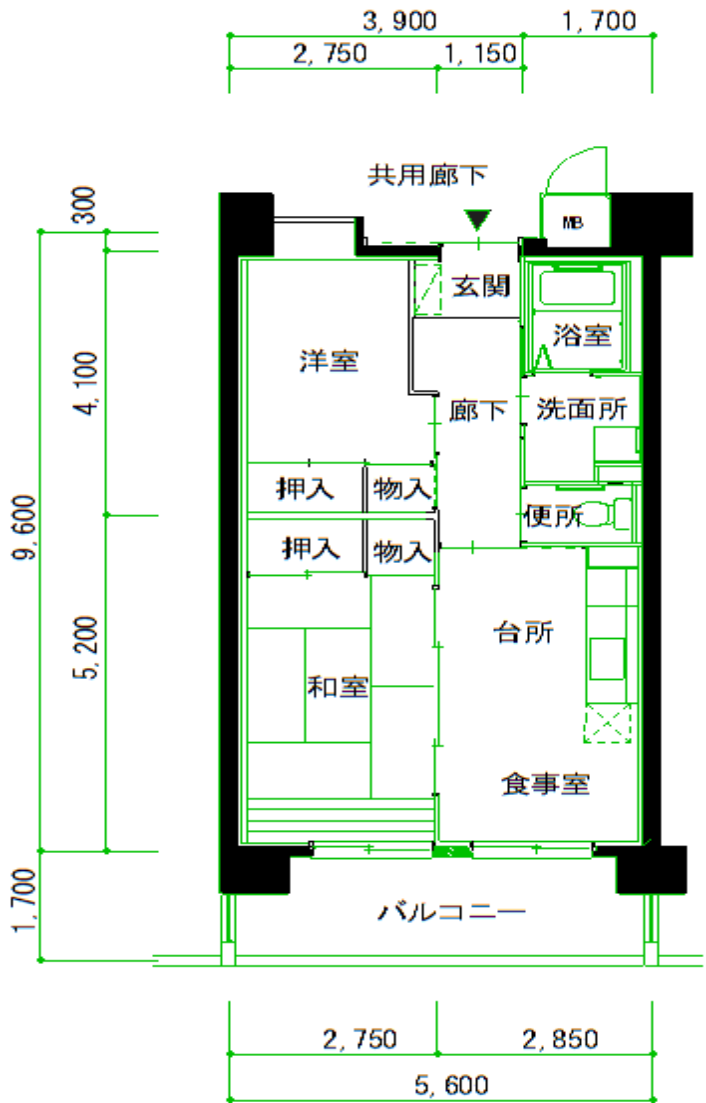 3,900
1,700
2,750
1,150
共用廊下
300
MB
玄関
浴室
洋室
4,100
廊下
洗面所
押入
物入
便所
9,600
押入
物入
台所
5,200
和室
食事室
1,700
バルコニー
2,750
2,850
5,600